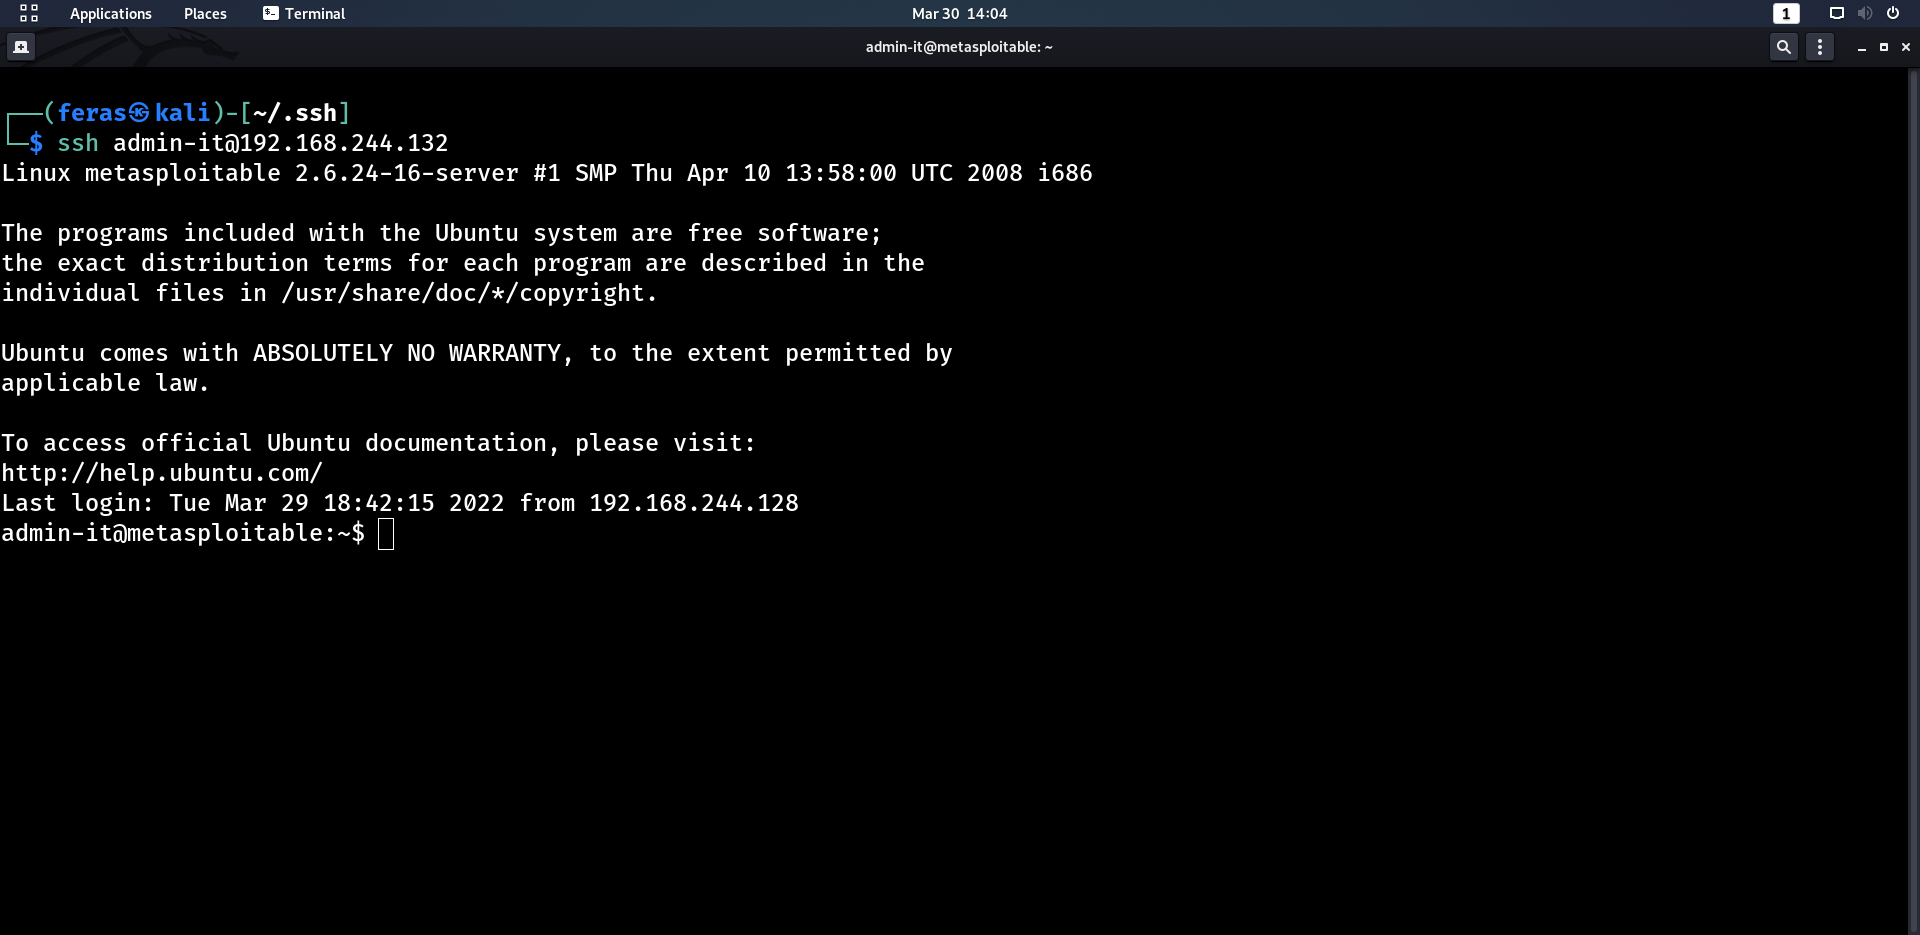 Applications Places Terminal Mar 30 14:04 1
admin-it@metasploitable: ~
┌──(feras㉿kali)-[~/.ssh]
└─$ ssh admin-it@192.168.244.132
Linux metasploitable 2.6.24-16-server #1 SMP Thu Apr 10 13:58:00 UTC 2008 i686
The programs included with the Ubuntu system are free software;
the exact distribution terms for each program are described in the
individual files in /usr/share/doc/*/copyright.
Ubuntu comes with ABSOLUTELY NO WARRANTY, to the extent permitted by
applicable law.
To access official Ubuntu documentation, please visit:
http://help.ubuntu.com/
Last login: Tue Mar 29 18:42:15 2022 from 192.168.244.128
admin-it@metasploitable:~$